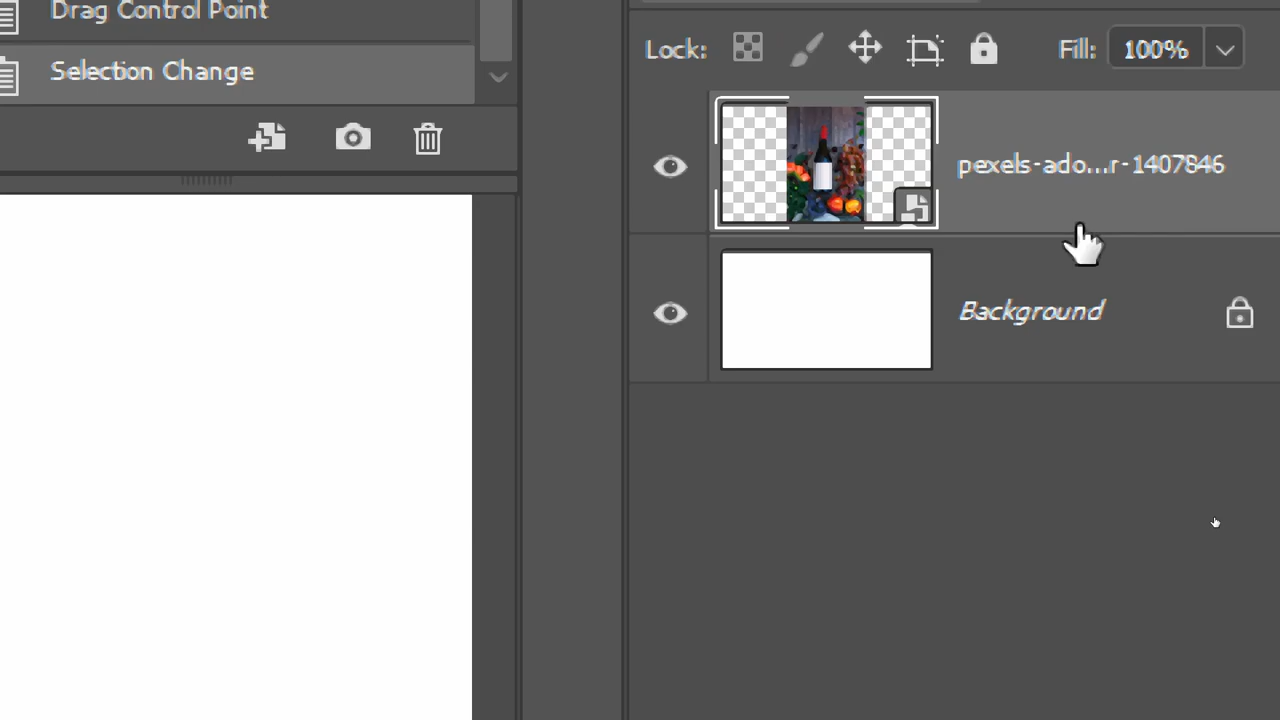 Drag Control Point
Selection Change
Lock:
Fill: 100%
pexels-ado...r-1407846
Background